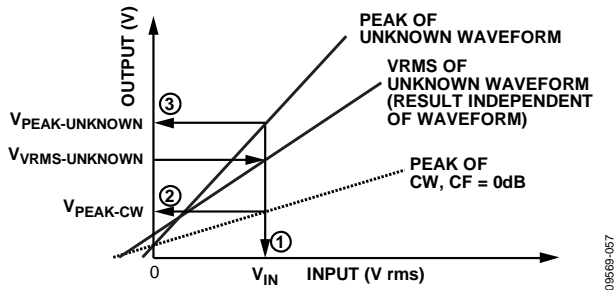 PEAK OF
UNKNOWN WAVEFORM
VRMS OF
UNKNOWN WAVEFORM
(RESULT INDEPENDENT
OF WAVEFORM)
PEAK OF
CW, CF = 0dB
OUTPUT (V)
3
VPEAK-UNKNOWN
VVRMS-UNKNOWN
2
VPEAK-CW
1
0
VIN
INPUT (V rms)
09569-057